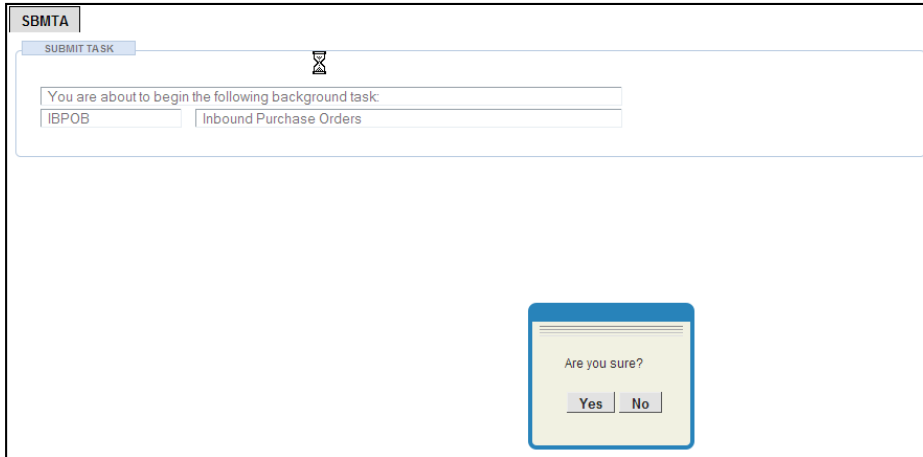 SBMTA
SUBMIT TASK
You are about to begin the following background task:
IBPOB Inbound Purchase Orders
Are you sure?
Yes No